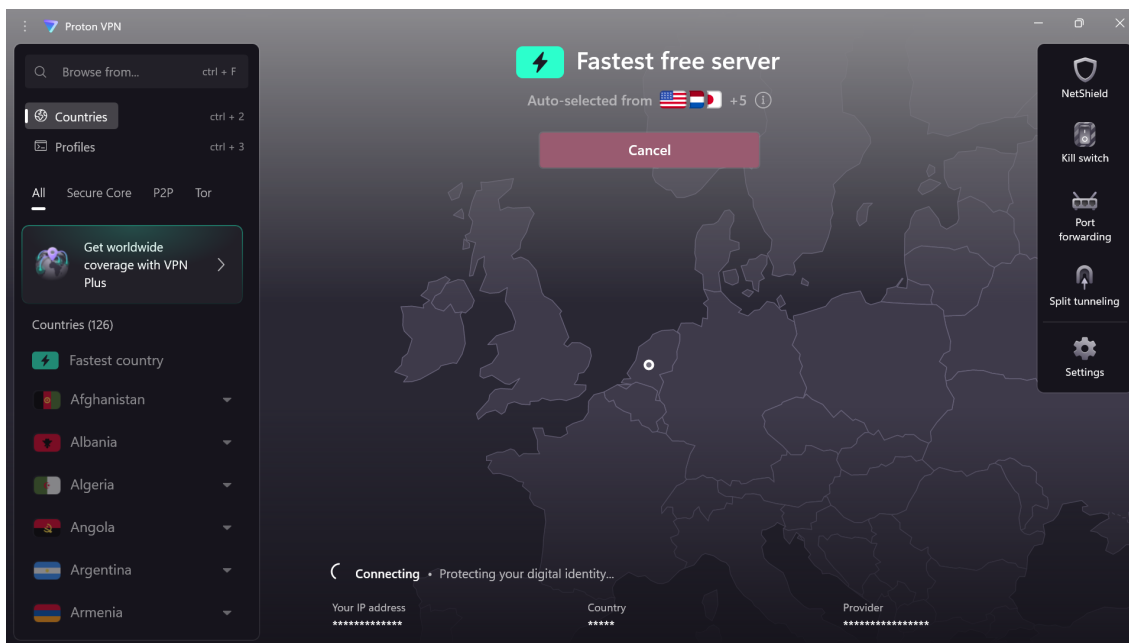 Proton VPN
Browse from... ctrl + F
Countries ctrl + 2
Profiles ctrl + 3
All Secure Core P2P Tor
Get worldwide
coverage with VPN
Plus
Countries (126)
Fastest country
Afghanistan
Albania
Algeria
Angola
Argentina
Armenia
Fastest free server
Auto-selected from +5
Cancel
Connecting • Protecting your digital identity...
Your IP address Country Provider
************* ***** ****************
NetShield
Kill switch
Port
forwarding
Split tunneling
Settings